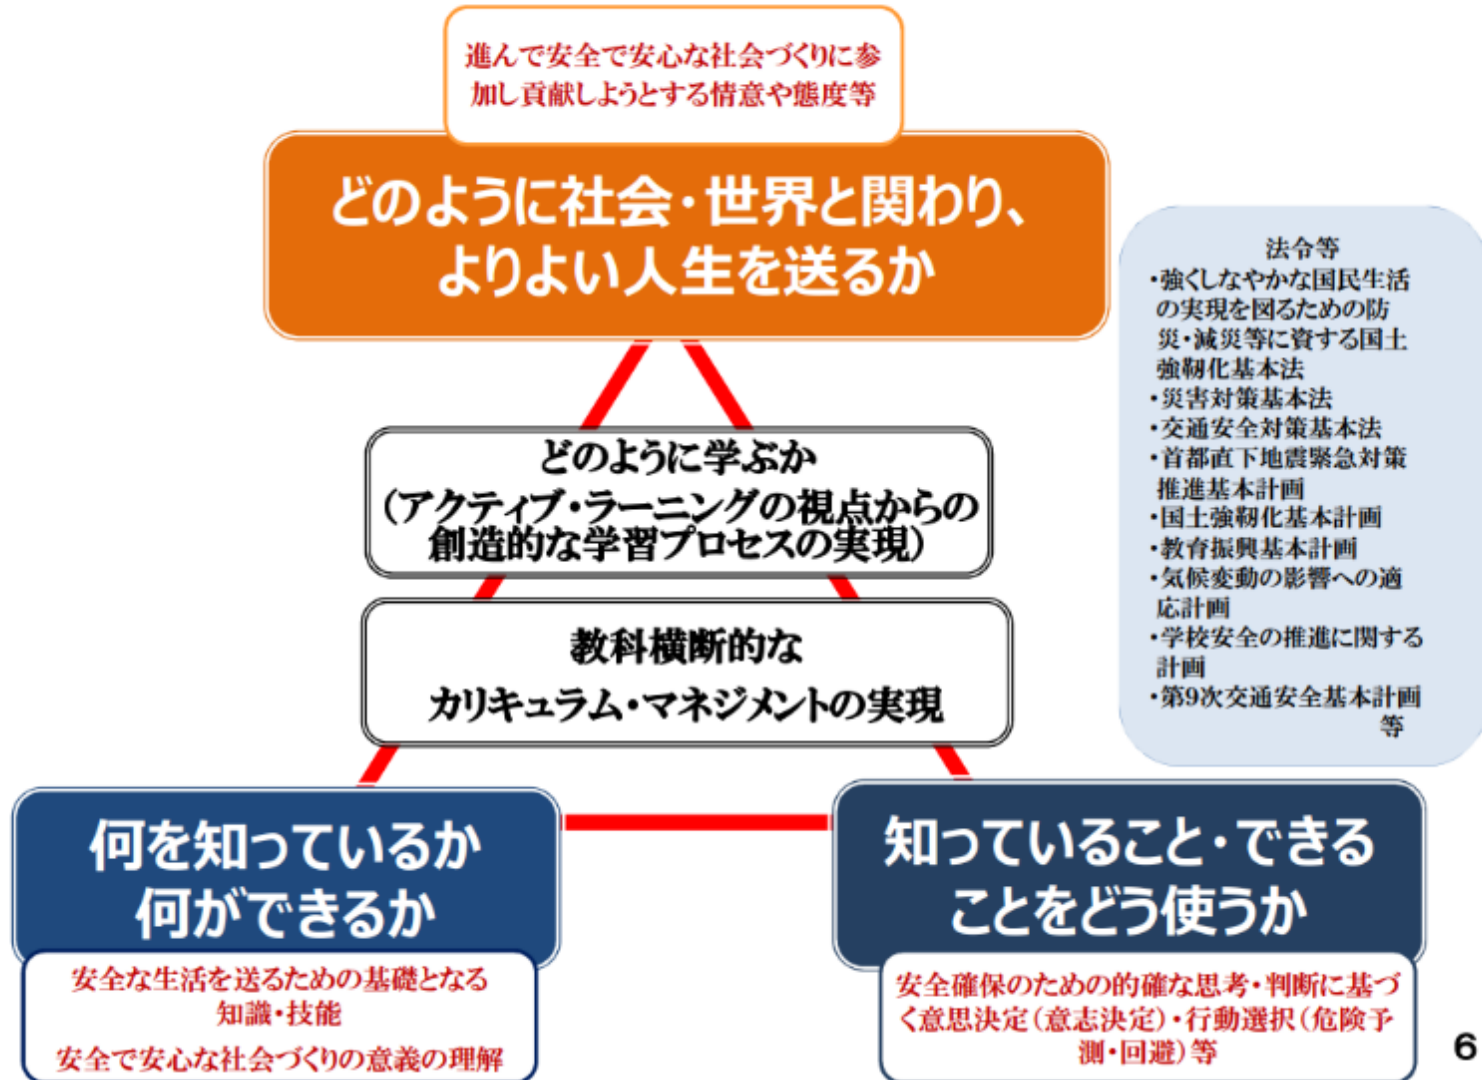 進んで安全で安心な社会づくりに参
加し貢献しようとする情意や態度等
どのように社会・世界と関わり、
よりよい人生を送るか
法令等
・強くしなやかな国民生活
の実現を図るための防
災・減災等に資する国土
強靱化基本法
・災害対策基本法
・交通安全対策基本法
・首都直下地震緊急対策
推進基本計画
・国土強靱化基本計画
・教育振興基本計画
・気候変動の影響への適
応計画
・学校安全の推進に関する
計画
・第9次交通安全基本計画
等
どのように学ぶか
(アクティブ・ラーニングの視点からの
創造的な学習プロセスの実現)
教科横断的な
カリキュラム・マネジメントの実現
何を知っているか
何ができるか
安全な生活を送るための基礎となる
知識・技能
安全で安心な社会づくりの意義の理解
知っていること・できる
ことをどう使うか
安全確保のための的確な思考・判断に基づ
く意思決定(意志決定)・行動選択(危険予
測・回避)等
6